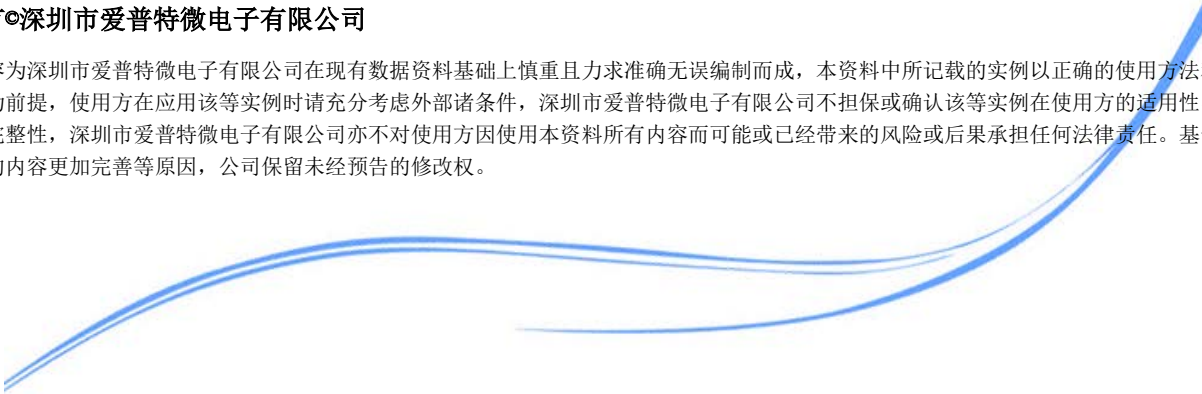 ©深圳市爱普特微电子有限公司
为深圳市爱普特微电子有限公司在现有数据资料基础上慎重且力求准确无误编制而成，本资料中所记载的实例以正确的使用方法
前提，使用方在应用该等实例时请充分考虑外部诸条件，深圳市爱普特微电子有限公司不担保或确认该等实例在使用方的适用性
整性，深圳市爱普特微电子有限公司亦不对使用方因使用本资料所有内容而可能或已经带来的风险或后果承担任何法律责任。基
内容更加完善等原因，公司保留未经预告的修改权。